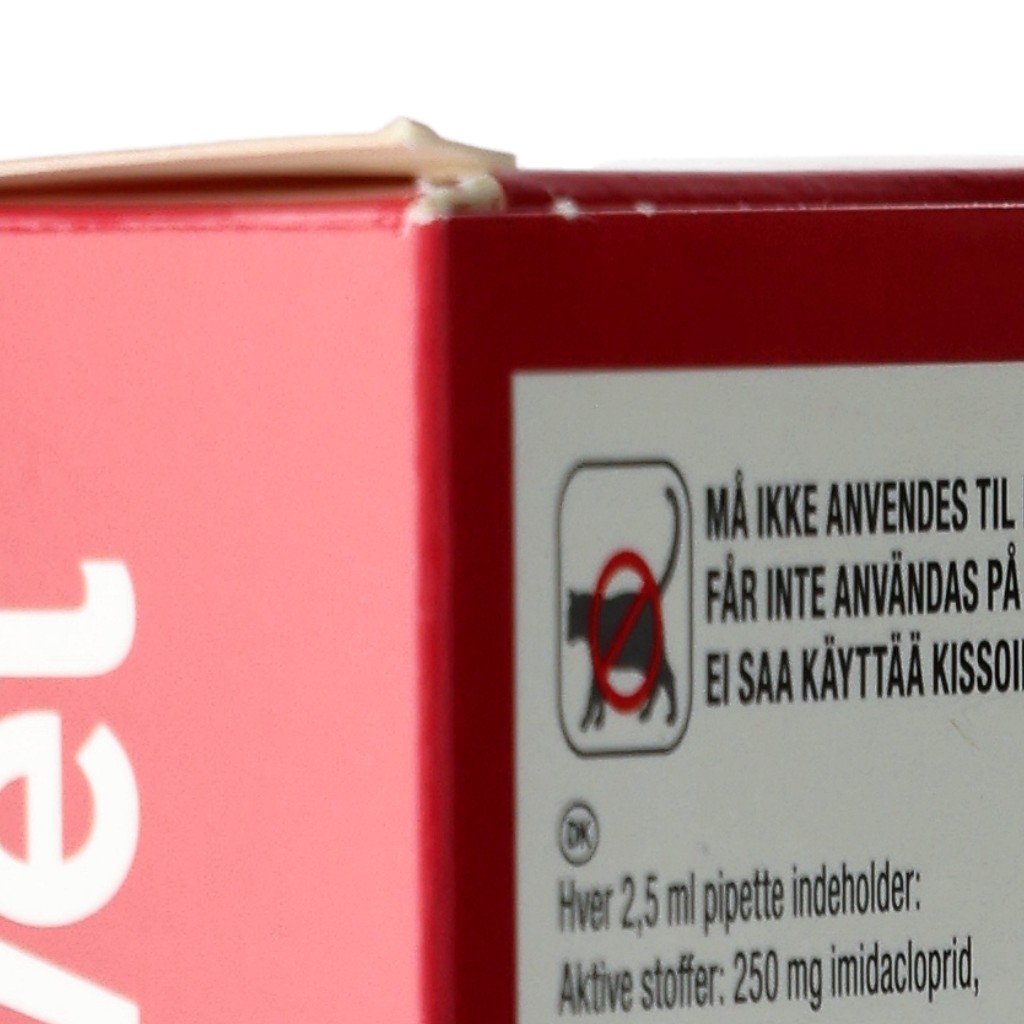 vet
MÅ IKKE ANVENDES TIL
FÅR INTE ANVÄNDAS PÅ
EI SAA KÄYTTÄÄ
DK
Hver 2,5 ml pipette indeholder:
Aktive stoffer: 250 mg imidacloprid,